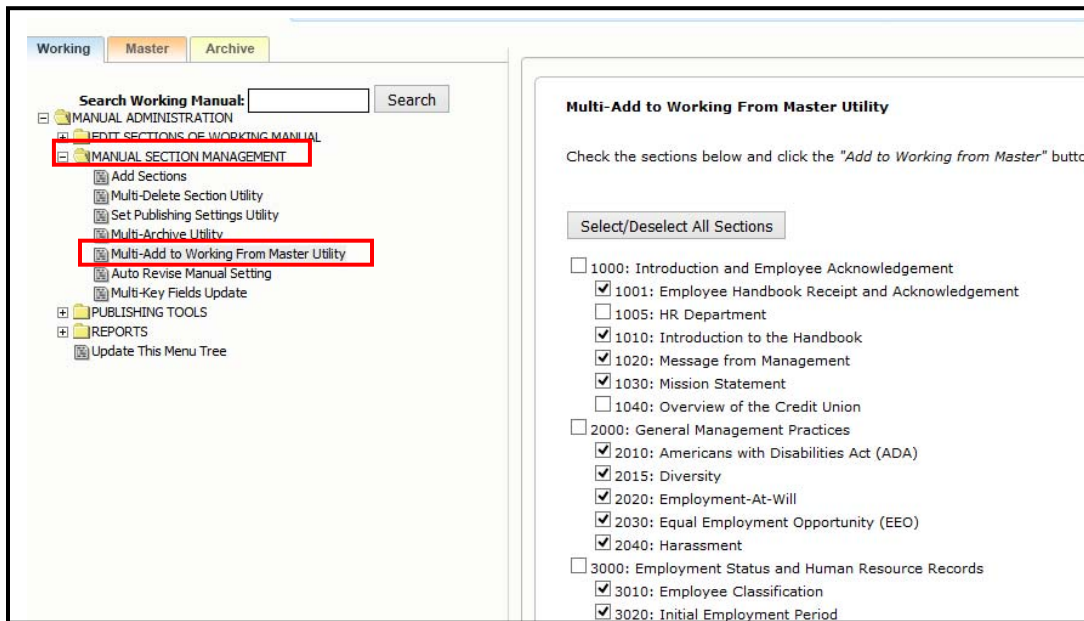 Working Master Archive
Search Working Manual: Search
MANUAL ADMINISTRATION
EDIT SECTIONS OF WORKING MANUAL
MANUAL SECTION MANAGEMENT
Add Sections
Multi-Delete Section Utility
Set Publishing Settings Utility
Multi-Archive Utility
Multi-Add to Working From Master Utility
Auto Revise Manual Setting
Multi-Key Fields Update
PUBLISHING TOOLS
REPORTS
Update This Menu Tree
Multi-Add to Working From Master Utility
Check the sections below and click the "Add to Working from Master" butto
Select/Deselect All Sections
1000: Introduction and Employee Acknowledgement
1001: Employee Handbook Receipt and Acknowledgement
1005: HR Department
1010: Introduction to the Handbook
1020: Message from Management
1030: Mission Statement
1040: Overview of the Credit Union
2000: General Management Practices
2010: Americans with Disabilities Act (ADA)
2015: Diversity
2020: Employment-At-Will
2030: Equal Employment Opportunity (EEO)
2040: Harassment
3000: Employment Status and Human Resource Records
3010: Employee Classification
3020: Initial Employment Period